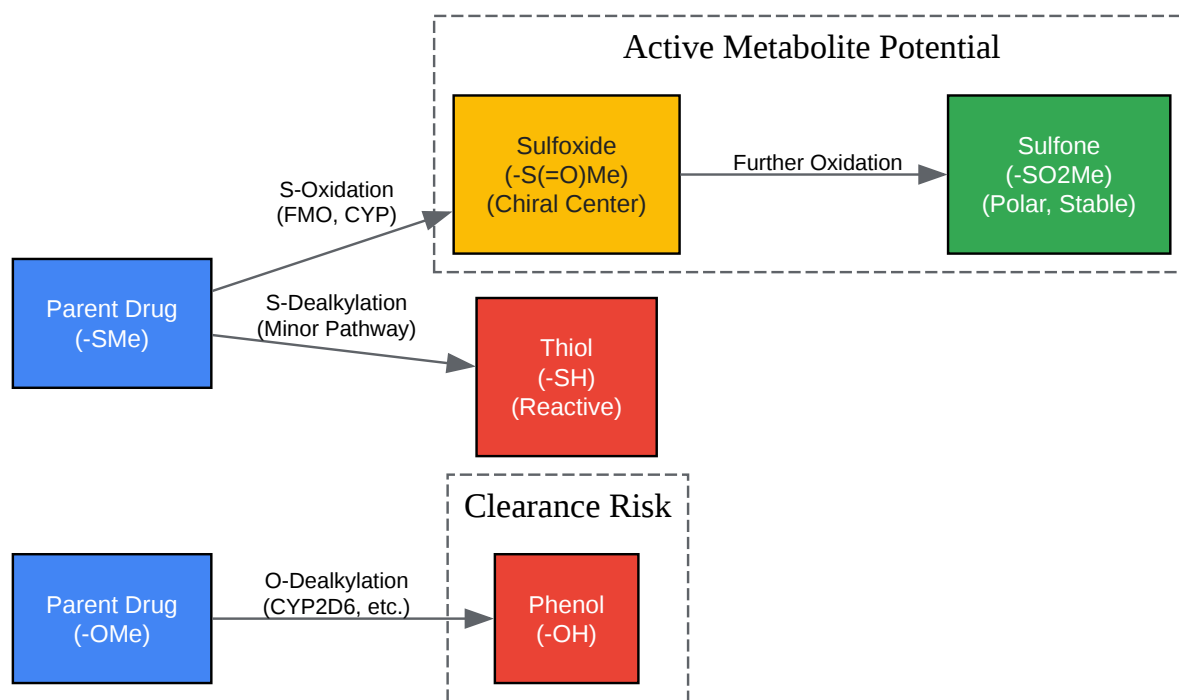 Active Metabolite Potential
Sulfoxide
(-S(=O)Me)
(Chiral Center)
Further Oxidation
Sulfone
(-SO2Me)
(Polar, Stable)
S-Oxidation
(FMO, CYP)
Parent Drug
(-SMe)
S-Dealkylation
(Minor Pathway)
Thiol
(-SH)
(Reactive)
Clearance Risk
Parent Drug
(-OMe)
O-Dealkylation
(CYP2D6, etc.)
Phenol
(-OH)